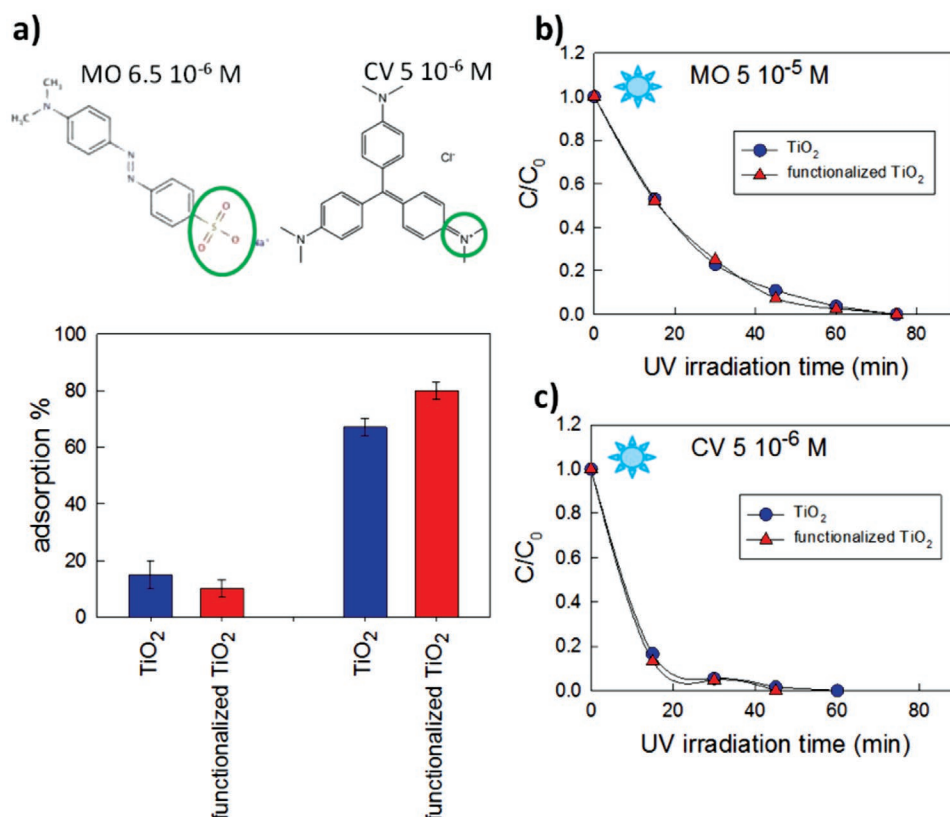 a)
MO 6.5 10⁻⁶ M
CV 5 10⁻⁶ M
CH₃
H₃C
N
N
N
O
S
O
O
Na⁺
N
Cl⁻
N
N⁺
100
80
60
40
20
0
adsorption %
TiO₂
functionalized TiO₂
TiO₂
functionalized TiO₂
b)
MO 5 10⁻⁵ M
TiO₂
functionalized TiO₂
1.2
1.0
0.8
0.6
0.4
0.2
0.0
C/C₀
0 20 40 60 80
UV irradiation time (min)
c)
CV 5 10⁻⁶ M
TiO₂
functionalized TiO₂
1.2
1.0
0.8
0.6
0.4
0.2
0.0
C/C₀
0 20 40 60 80
UV irradiation time (min)